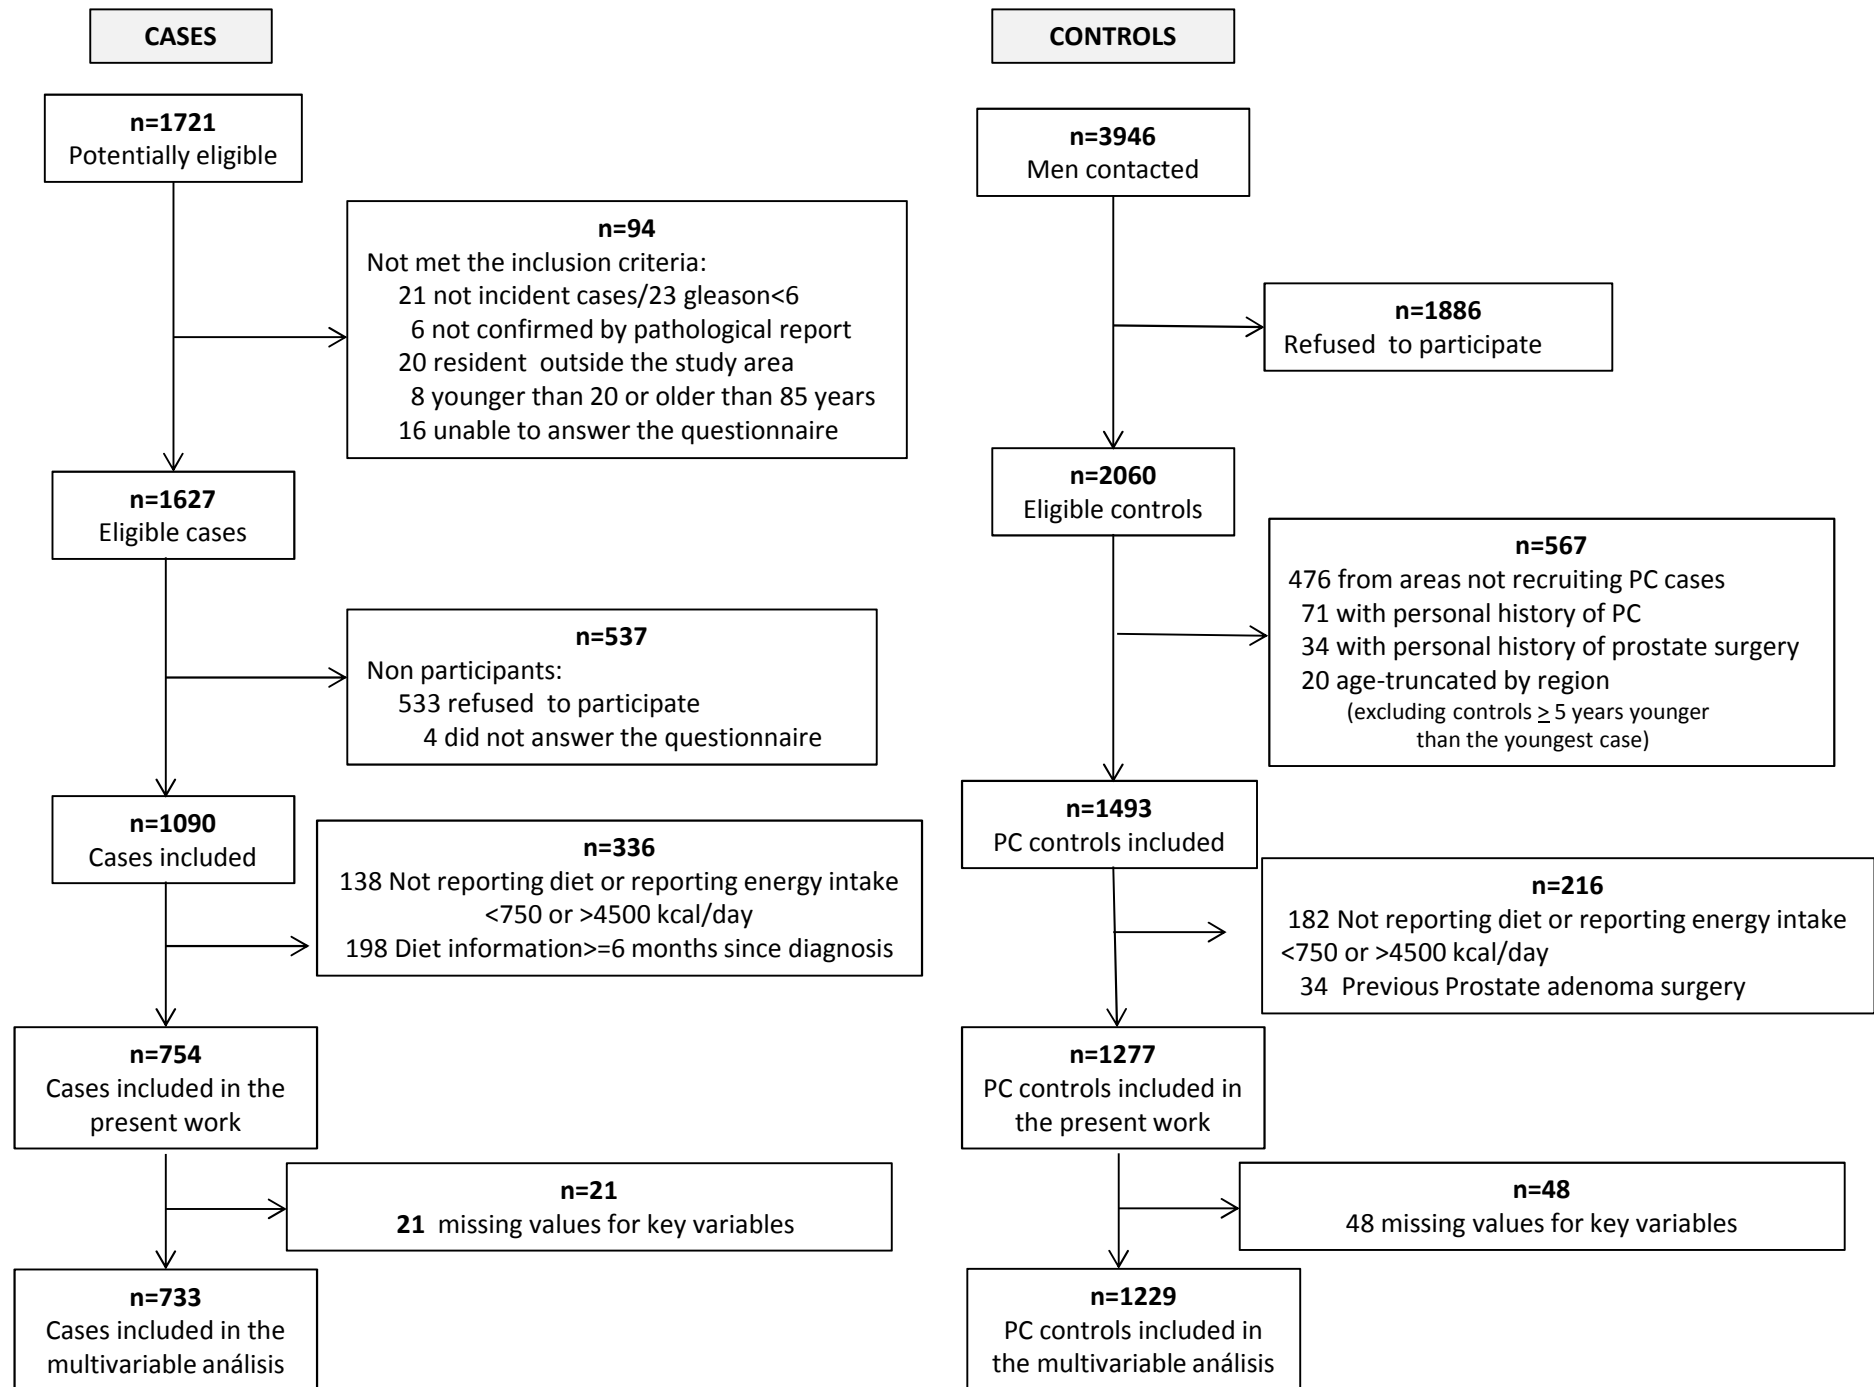 CASES
n=1721
Potentially eligible
n=94
Not met the inclusion criteria:
21 not incident cases/23 gleason<6
6 not confirmed by pathological report
20 resident outside the study area
8 younger than 20 or older than 85 years
16 unable to answer the questionnaire
n=1627
Eligible cases
n=537
Non participants:
533 refused to participate
4 did not answer the questionnaire
n=1090
Cases included
n=336
138 Not reporting diet or reporting energy intake
<750 or >4500 kcal/day
198 Diet information>=6 months since diagnosis
n=754
Cases included in the
present work
n=21
21 missing values for key variables
n=733
Cases included in the
multivariable análisis
CONTROLS
n=3946
Men contacted
n=1886
Refused to participate
n=2060
Eligible controls
n=567
476 from areas not recruiting PC cases
71 with personal history of PC
34 with personal history of prostate surgery
20 age-truncated by region
(excluding controls ≥ 5 years younger
than the youngest case)
n=1493
PC controls included
n=216
182 Not reporting diet or reporting energy intake
<750 or >4500 kcal/day
34 Previous Prostate adenoma surgery
n=1277
PC controls included in
the present work
n=48
48 missing values for key variables
n=1229
PC controls included in
the multivariable análisis